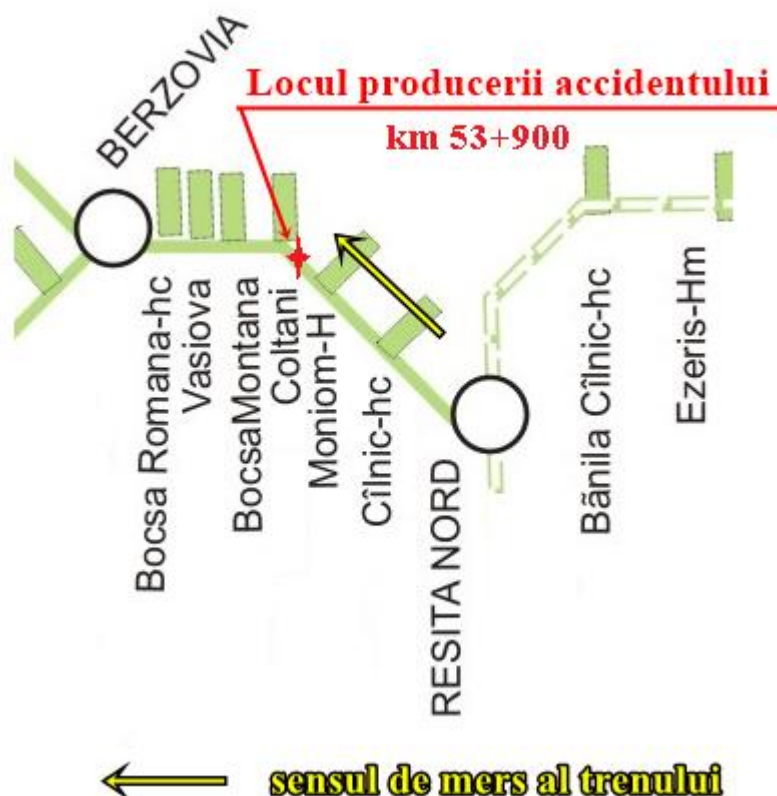 Locul producerii accidentului
km 53+900
BERZOVIA
Bocsa Romana-hc
Vasiova
BocsaMontana
Coltani
Moniom-H
Cîlnic-hc
RESITA NORD
Bãnila Cîlnic-hc
Ezeris-Hm
sensul de mers al trenului